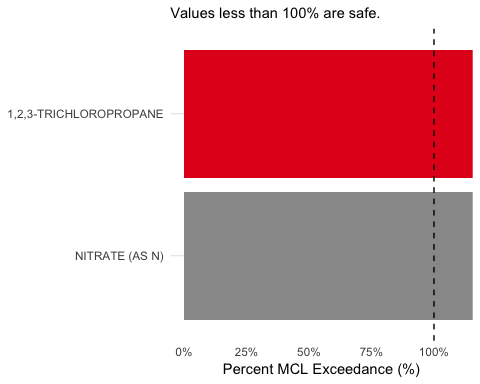 Values less than 100% are safe.
1,2,3-TRICHLOROPROPANE
NITRATE (AS N)
0% 25% 50% 75% 100%
Percent MCL Exceedance (%)